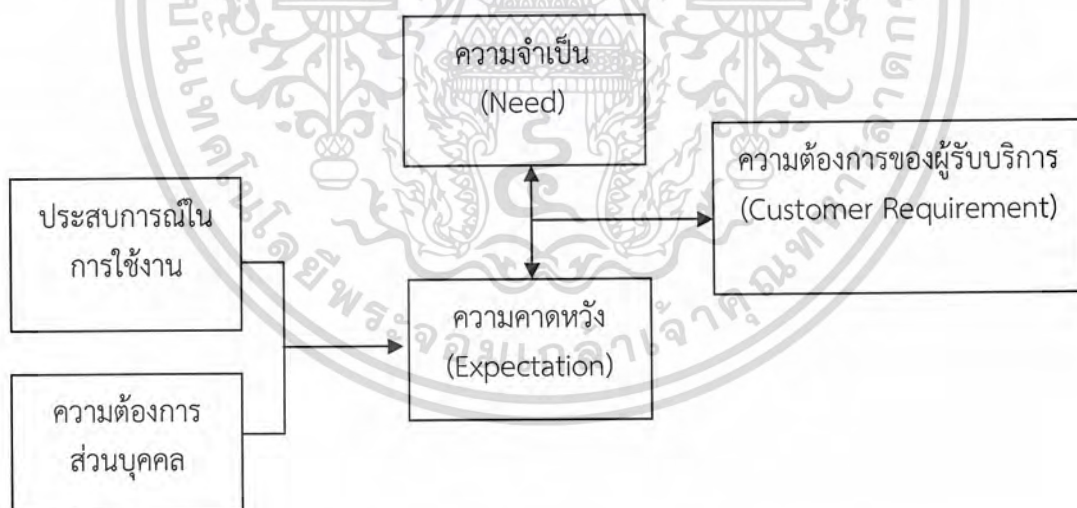 ความจำเป็น
(Need)
ความต้องการของผู้รับบริการ
(Customer Requirement)
ประสบการณ์ใน
การใช้งาน
ความคาดหวัง
(Expectation)
ความต้องการ
ส่วนบุคคล